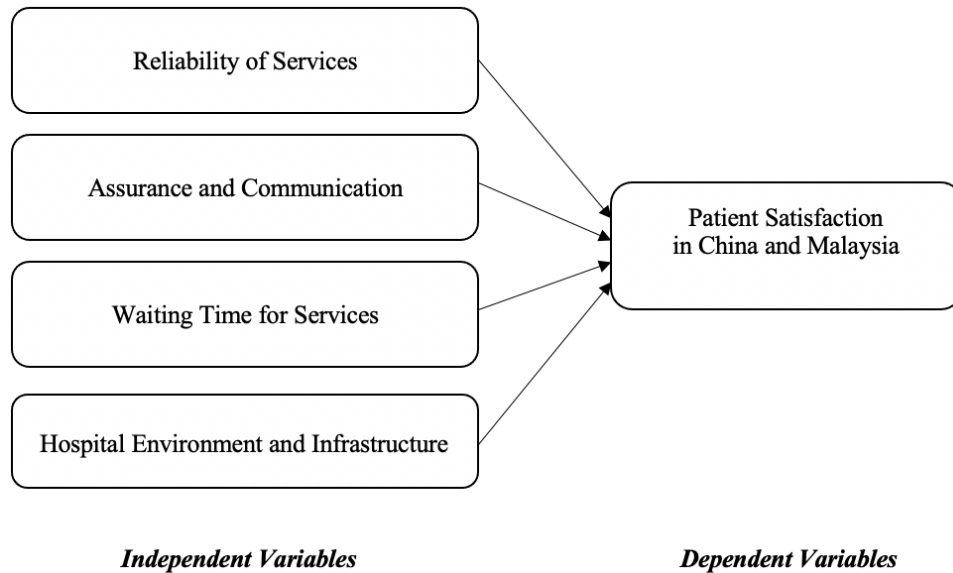 Reliability of Services
Assurance and Communication
Waiting Time for Services
Hospital Environment and Infrastructure
Patient Satisfaction
in China and Malaysia
Independent Variables
Dependent Variables